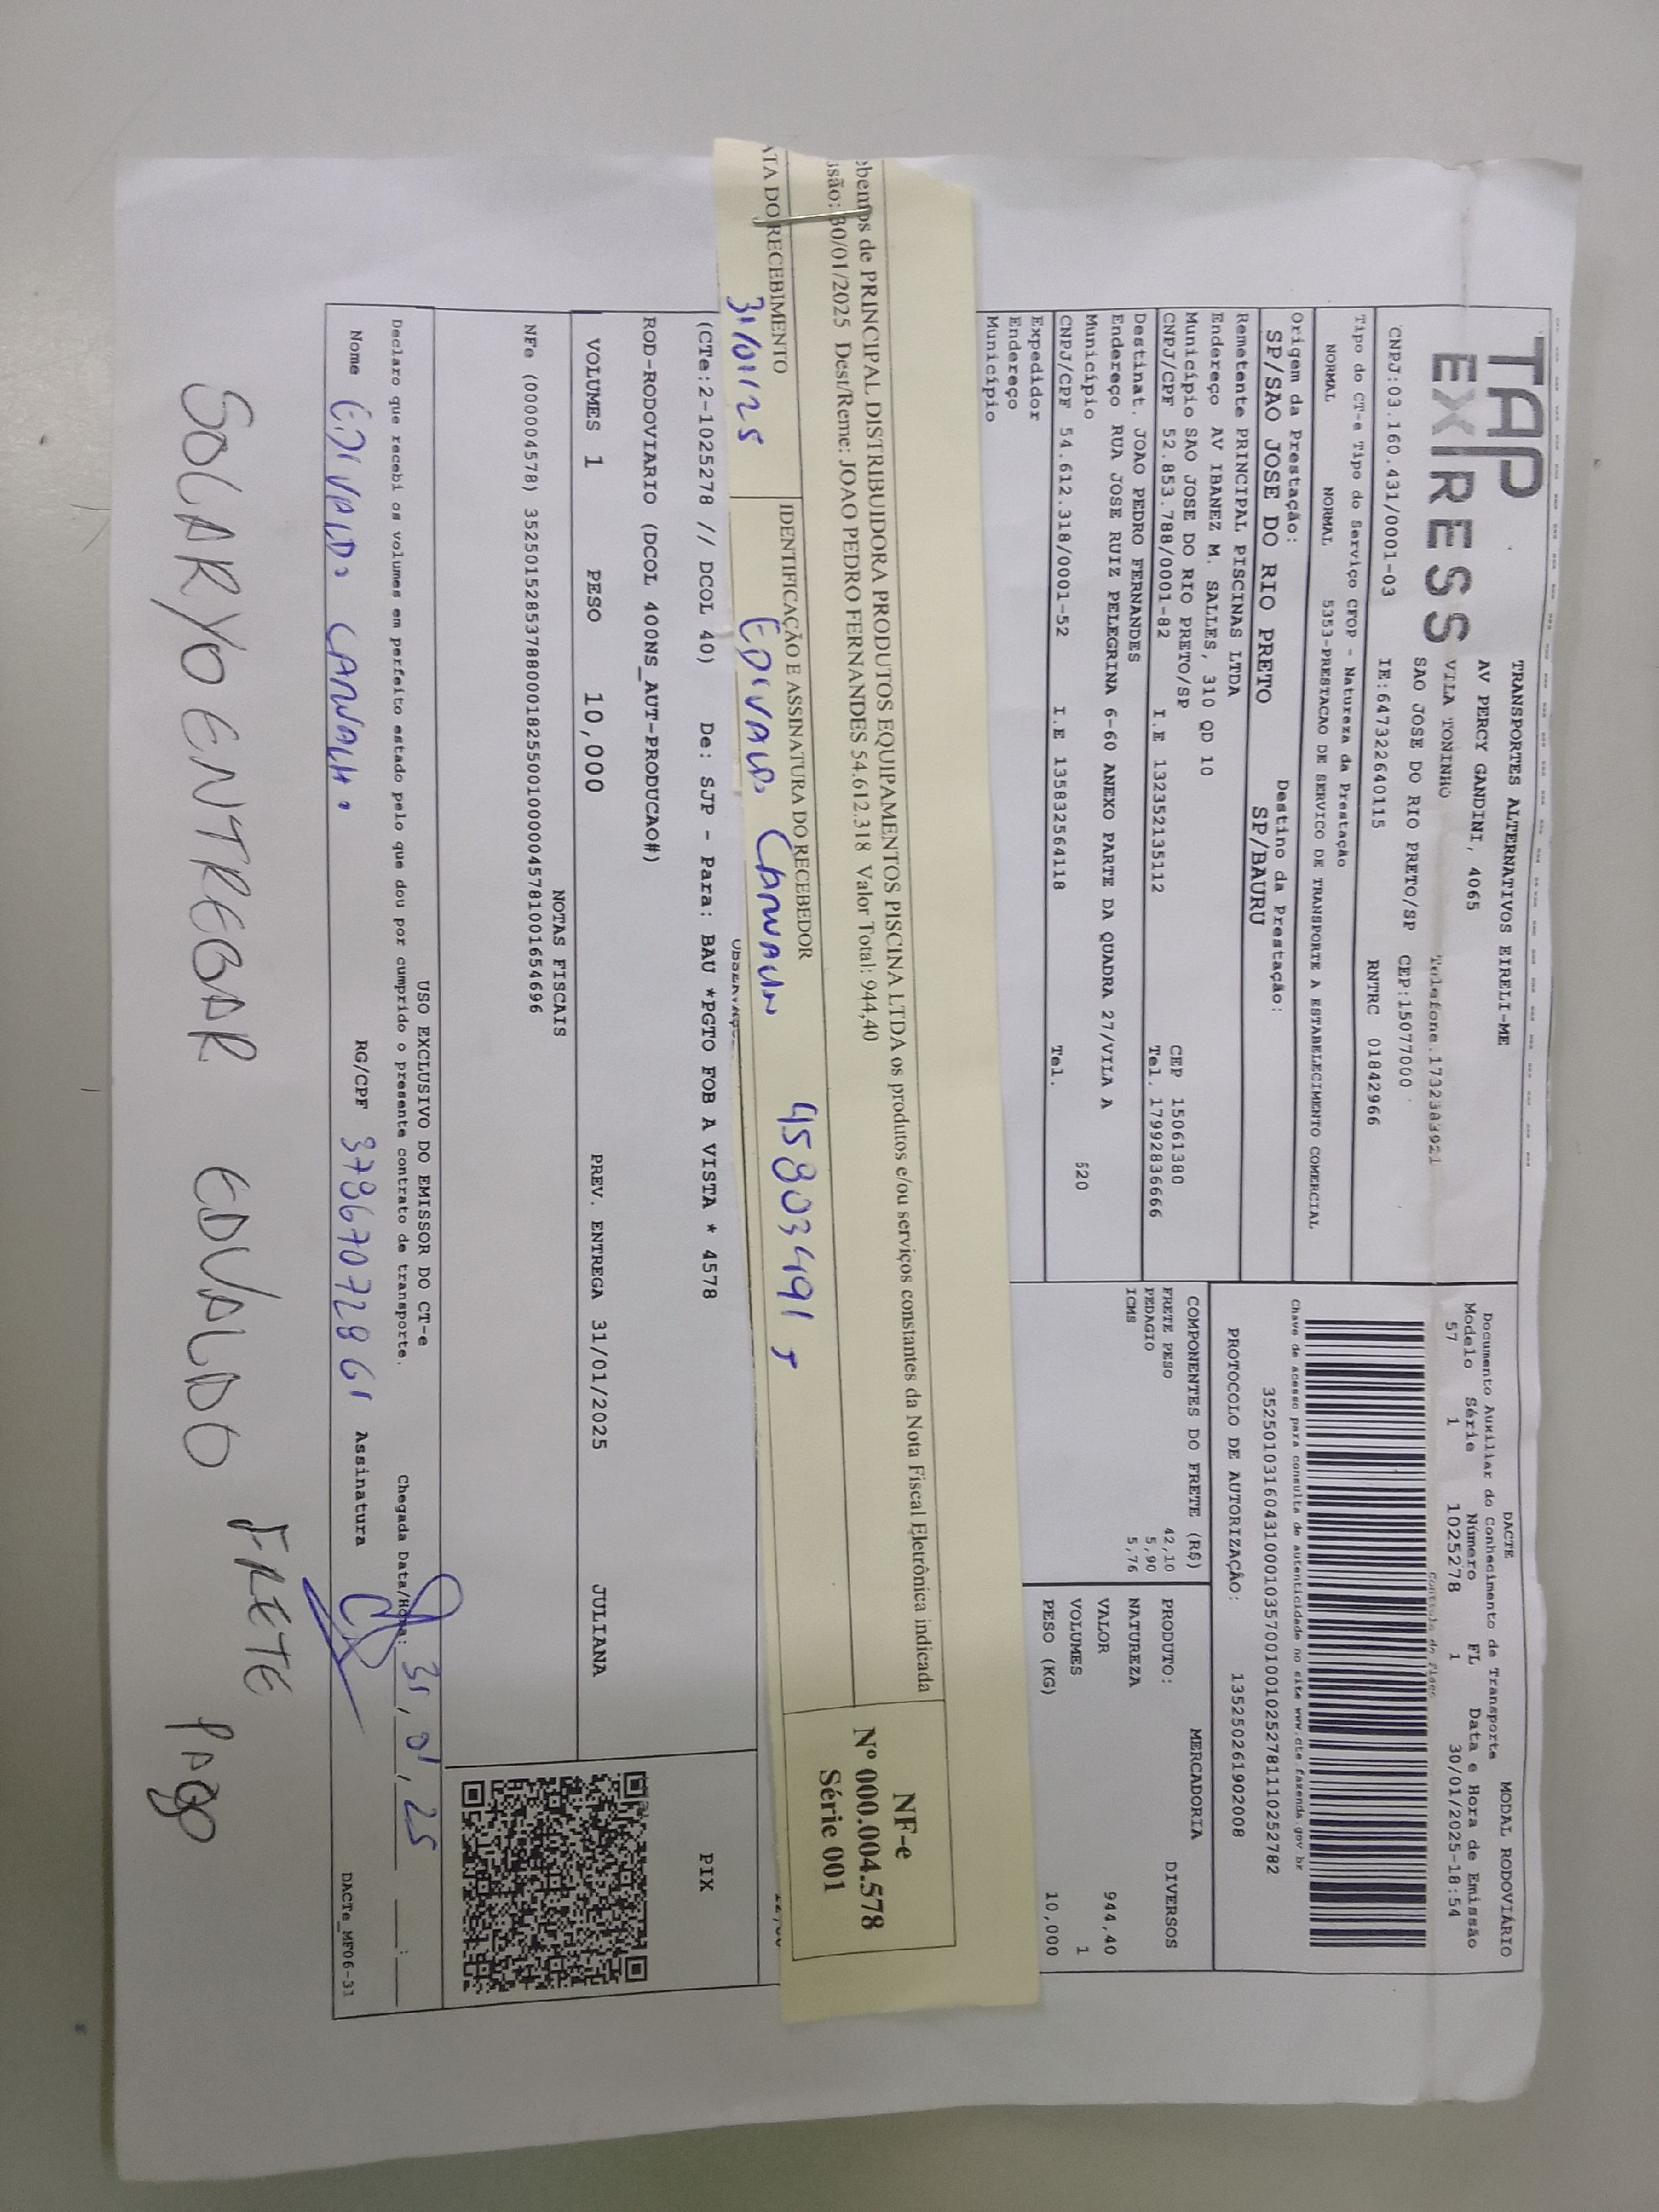 TAP
EXPRESS
TRANSPORTES ALTERNATIVOS EIRELI-ME
AV PERCY GANDINI, 4065
VILA TONINHO Telefone.1732383921
SAO JOSE DO RIO PRETO/SP CEP:15077000
CNPJ:03.160.431/0001-03 IE:647322640115 RNTRC 01842966
Tipo do CT-e Tipo do Serviço CFOP - Natureza da Prestação
NORMAL NORMAL 5353-PRESTACAO DE SERVICO DE TRANSPORTE A ESTABELECIMENTO COMERCIAL
Origem da Prestação: Destino da Prestação:
SP/SAO JOSE DO RIO PRETO SP/BAURU
Remetente PRINCIPAL PISCINAS LTDA
Endereço AV IBANEZ M. SALLES, 310 QD 10
Município SAO JOSE DO RIO PRETO/SP CEP 15061380
CNPJ/CPF 52.853.788/0001-82 I.E 13235213５112 Tel. 17992836666
Destinat. JOAO PEDRO FERNANDES
Endereço RUA JOSE RUIZ PELEGRINA 6-60 ANEXO PARTE DA QUADRA 27/VILA A
Município 520
CNPJ/CPF 54.612.318/0001-52 I.E 135832564118 Tel.
Expedidor
Endereço
Município
DACTE MODAL RODOVIÁRIO
Documento Auxiliar do Conhecimento de Transporte
Modelo Série Número FL Data e Hora de Emissão
57 1 1025278 1 30/01/2025-18:54
Controle do Fisco
Chave de acesso para consulta de autenticidade no site www.cte.fazenda.gov.br
35250103160431000103570010010252781110252782
PROTOCOLO DE AUTORIZAÇÃO: 135250261902008
COMPONENTES DO FRETE (R$)
FRETE PESO 42,10
PEDAGIO 5,90
ICMS 5,76
MERCADORIA
PRODUTO: DIVERSOS
NATUREZA
VALOR 944,40
VOLUMES 1
PESO (KG) 10,000
ebemos de PRINCIPAL DISTRIBUIDORA PRODUTOS EQUIPAMENTOS PISCINA LTDA os produtos e/ou serviços constantes da Nota Fiscal Eletrônica indicada
ssão: 30/01/2025 Dest/Reme: JOAO PEDRO FERNANDES 54.612.318 Valor Total: 944,40
ATA DO RECEBIMENTO IDENTIFICAÇÃO E ASSINATURA DO RECEBEDOR
31/01/25 EDIVALDO CARVALHO 45803491
NF-e
Nº 000.004.578
Série 001
(CTe:2-1025278 // DCOL 40) De: SJP - Para: BAU *PGTO FOB A VISTA * 4578
ROD-RODOVIARIO (DCOL 400NS_AUT-PRODUCAO#)
PIX
VOLUMES 1 PESO 10,000 PREV. ENTREGA 31/01/2025 JULIANA
NOTAS FISCAIS
NFe (00004578) 35250152853788000182550010000045781001654696
USO EXCLUSIVO DO EMISSOR DO CT-e
Declaro que recebi os volumes em perfeito estado pelo que dou por cumprido o presente contrato de transporte. Chegada Data/Hora: 31/01/25
Nome EDIVALDO CARVALHO RG/CPF 37867072861 Assinatura
DACTe_MF06-31
SOLARYO ENTREGAR EDVALDO FRETE PAGO